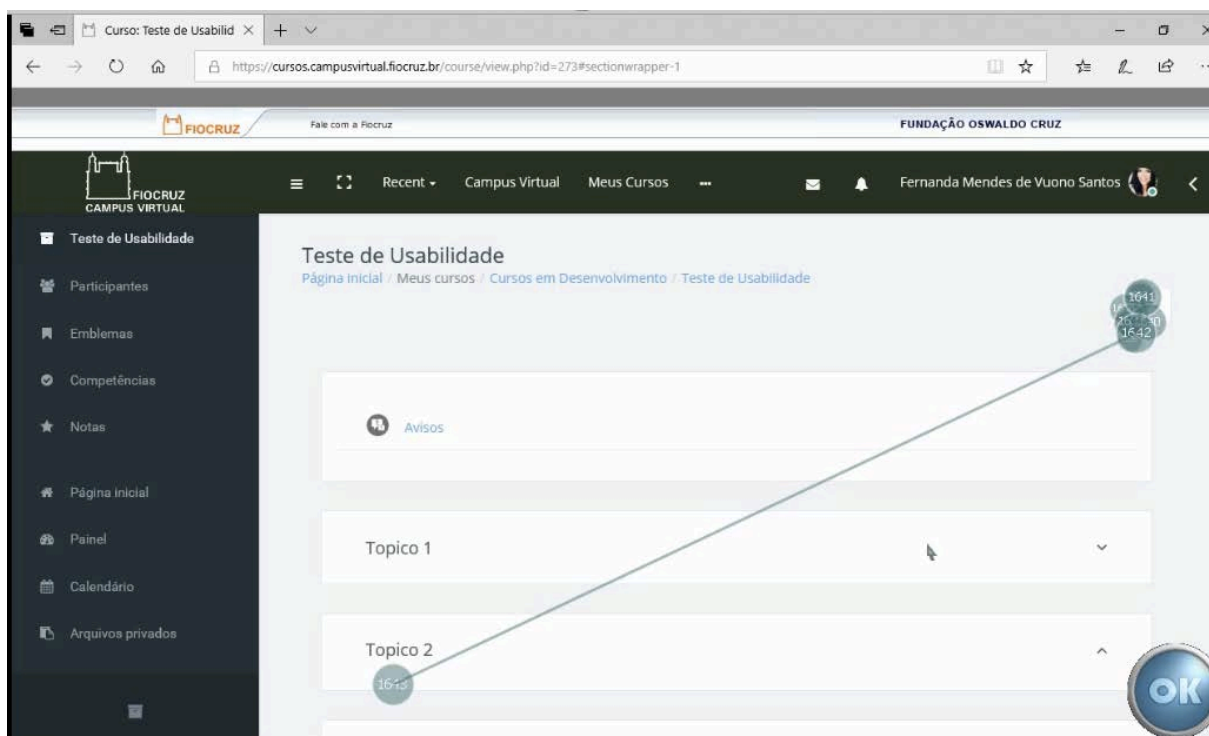 Curso: Teste de Usabilid
https://cursos.campusvirtual.fiocruz.br/course/view.php?id=273#sectionwrapper-1
FIOCRUZ Fale com a Fiocruz FUNDAÇÃO OSWALDO CRUZ
FIOCRUZ
CAMPUS VIRTUAL
Recent Campus Virtual Meus Cursos Fernanda Mendes de Vuono Santos
Teste de Usabilidade
Participantes
Emblemas
Competências
Notas
Página inicial
Painel
Calendário
Arquivos privados
Teste de Usabilidade
Página inicial / Meus cursos / Cursos em Desenvolvimento / Teste de Usabilidade
1641
1642
Avisos
Topico 1
Topico 2
1643
OK